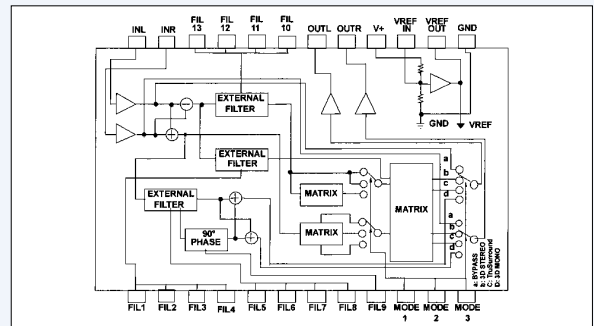 INL
INR
FIL 13
FIL 12
FIL 11
FIL 10
OUTL
OUTR
V+
VREF IN
VREF OUT
GND
EXTERNAL FILTER
GND
VREF
EXTERNAL FILTER
EXTERNAL FILTER
90° PHASE
MATRIX
MATRIX
MATRIX
a
b
c
d
a
b
c
d
a: BYPASS
b: 3D STEREO
C: TruSurround
D: 3D MONO
FIL1
FIL2
FIL3
FIL4
FIL5
FIL6
FIL7
FIL8
FIL9
MODE 1
MODE 2
MODE 3